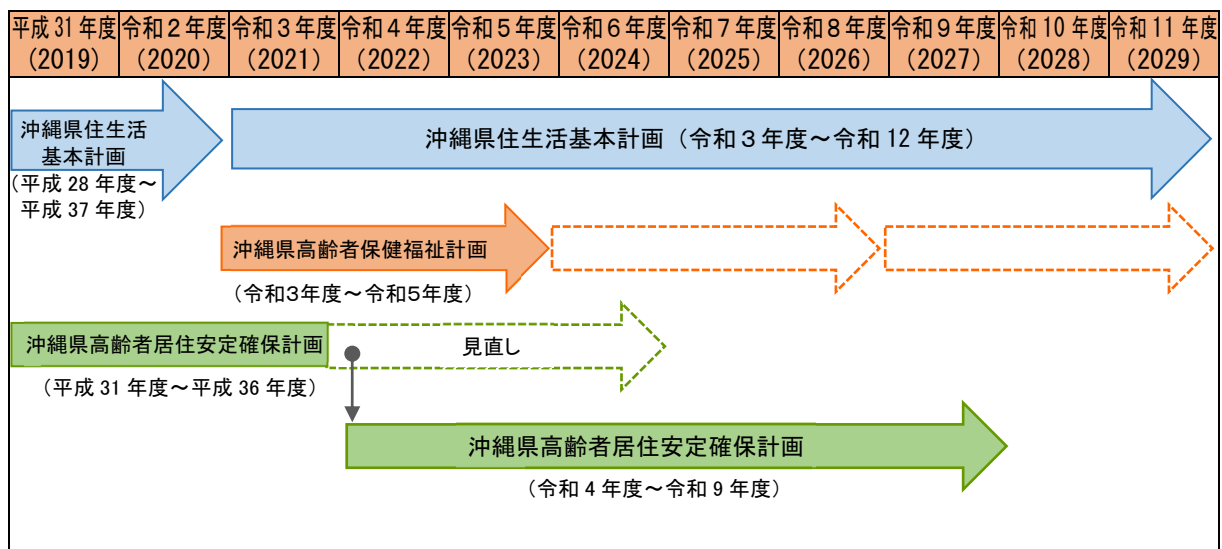 平成31年度 令和2年度 令和3年度 令和4年度 令和5年度 令和6年度 令和7年度 令和8年度 令和9年度 令和10年度 令和11年度
(2019) (2020) (2021) (2022) (2023) (2024) (2025) (2026) (2027) (2028) (2029)
沖縄県住生活
基本計画
(平成28年度～
平成37年度)
沖縄県住生活基本計画(令和3年度～令和12年度)
沖縄県高齢者保健福祉計画
(令和3年度～令和5年度)
沖縄県高齢者居住安定確保計画
見直し
(平成31年度～平成36年度)
沖縄県高齢者居住安定確保計画
(令和4年度～令和9年度)